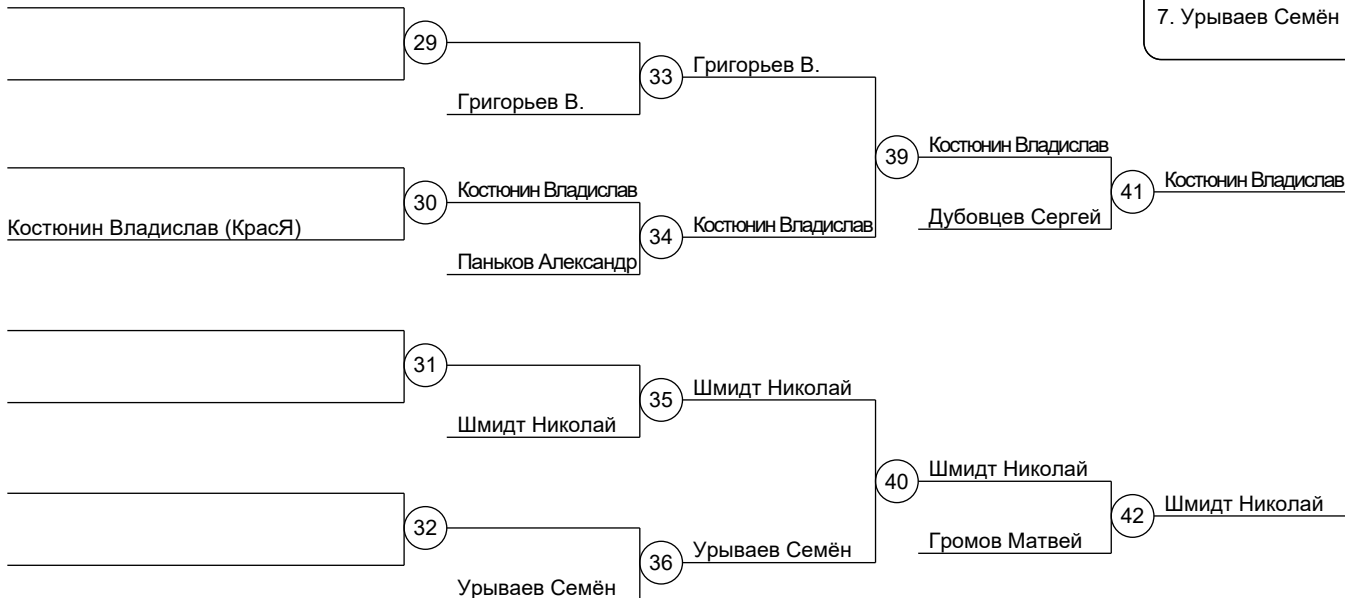 7. Урываев Семён
29
33
Григорьев В.
Григорьев В.
39
Костюнин Владислав
41
Костюнин Владислав
30
Костюнин Владислав
Костюнин Владислав (КрасЯ)
34
Костюнин Владислав
Дубовцев Сергей
Паньков Александр
31
35
Шмидт Николай
Шмидт Николай
40
Шмидт Николай
42
Шмидт Николай
32
36
Урываев Семён
Громов Матвей
Урываев Семён